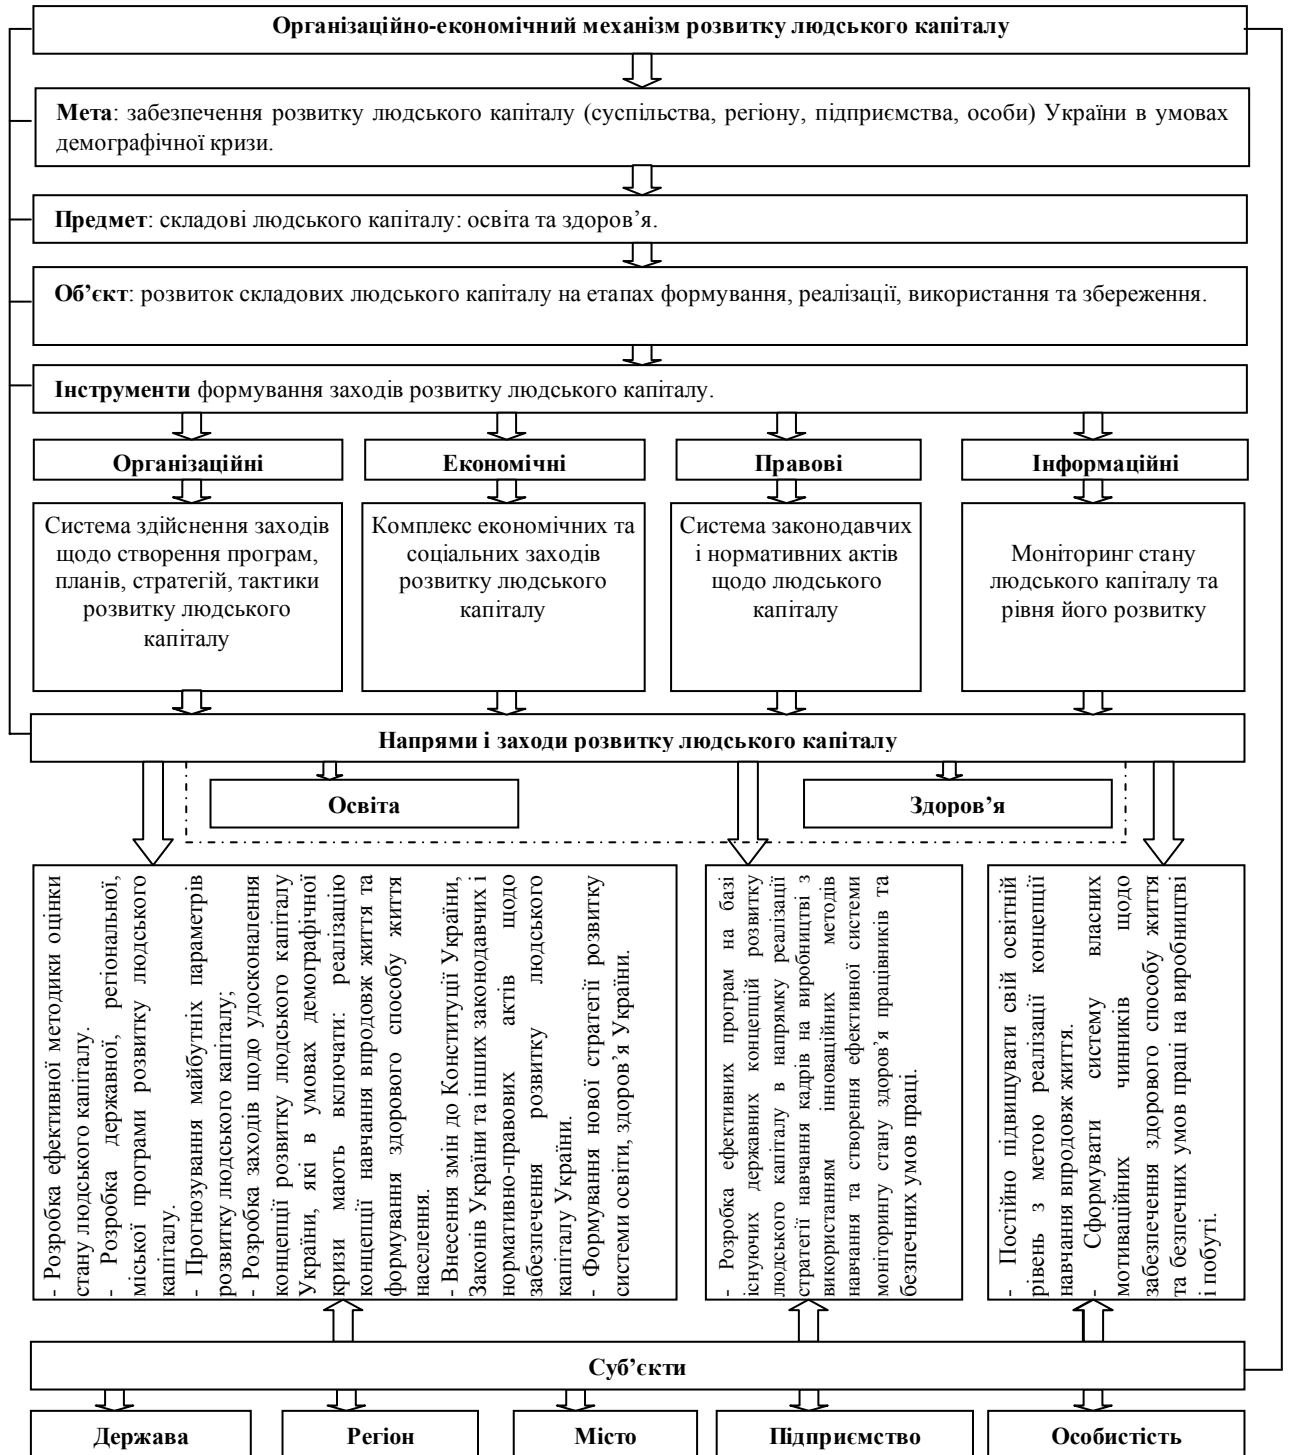 Організаційно-економічний механізм розвитку людського капіталу
Мета: забезпечення розвитку людського капіталу (суспільства, регіону, підприємства, особи) України в умовах
демографічної кризи.
Предмет: складові людського капіталу: освіта та здоров’я.
Об’єкт: розвиток складових людського капіталу на етапах формування, реалізації, використання та збереження.
Інструменти формування заходів розвитку людського капіталу.
Організаційні
Економічні
Правові
Інформаційні
Система здійснення заходів
щодо створення програм,
планів, стратегій, тактики
розвитку людського
капіталу
Комплекс економічних та
соціальних заходів
розвитку людського
капіталу
Система законодавчих
і нормативних актів
щодо людського
капіталу
Моніторинг стану
людського капіталу та
рівня його розвитку
Напрями і заходи розвитку людського капіталу
Освіта
Здоров’я
- Розробка ефективної методики оцінки
стану людського капіталу.
- Розробка державної, регіональної,
міської програми розвитку людського
капіталу.
- Прогнозування майбутніх параметрів
розвитку людського капіталу;
- Розробка заходів щодо удосконалення
концепції розвитку людського капіталу
України, які в умовах демографічної
кризи мають включати: реалізацію
концепції навчання впродовж життя та
формування здорового способу життя
населення.
- Внесення змін до Конституції України,
Законів України та інших законодавчих і
нормативно-правових актів щодо
забезпечення розвитку людського
капіталу України.
- Формування нової стратегії розвитку
системи освіти, здоров’я України.
- Розробка ефективних програм на базі
існуючих державних концепцій розвитку
людського капіталу в напрямку реалізації
стратегії навчання кадрів на виробництві з
використанням інноваційних методів
навчання та створення ефективної системи
моніторингу стану здоров’я працівників та
безпечних умов праці.
- Постійно підвищувати свій освітній
рівень з метою реалізації концепції
навчання впродовж життя.
- Сформувати систему власних
мотиваційних чинників щодо
забезпечення здорового способу життя
та безпечних умов праці на виробництві
і побуті.
Суб’єкти
Держава
Регіон
Місто
Підприємство
Особистість